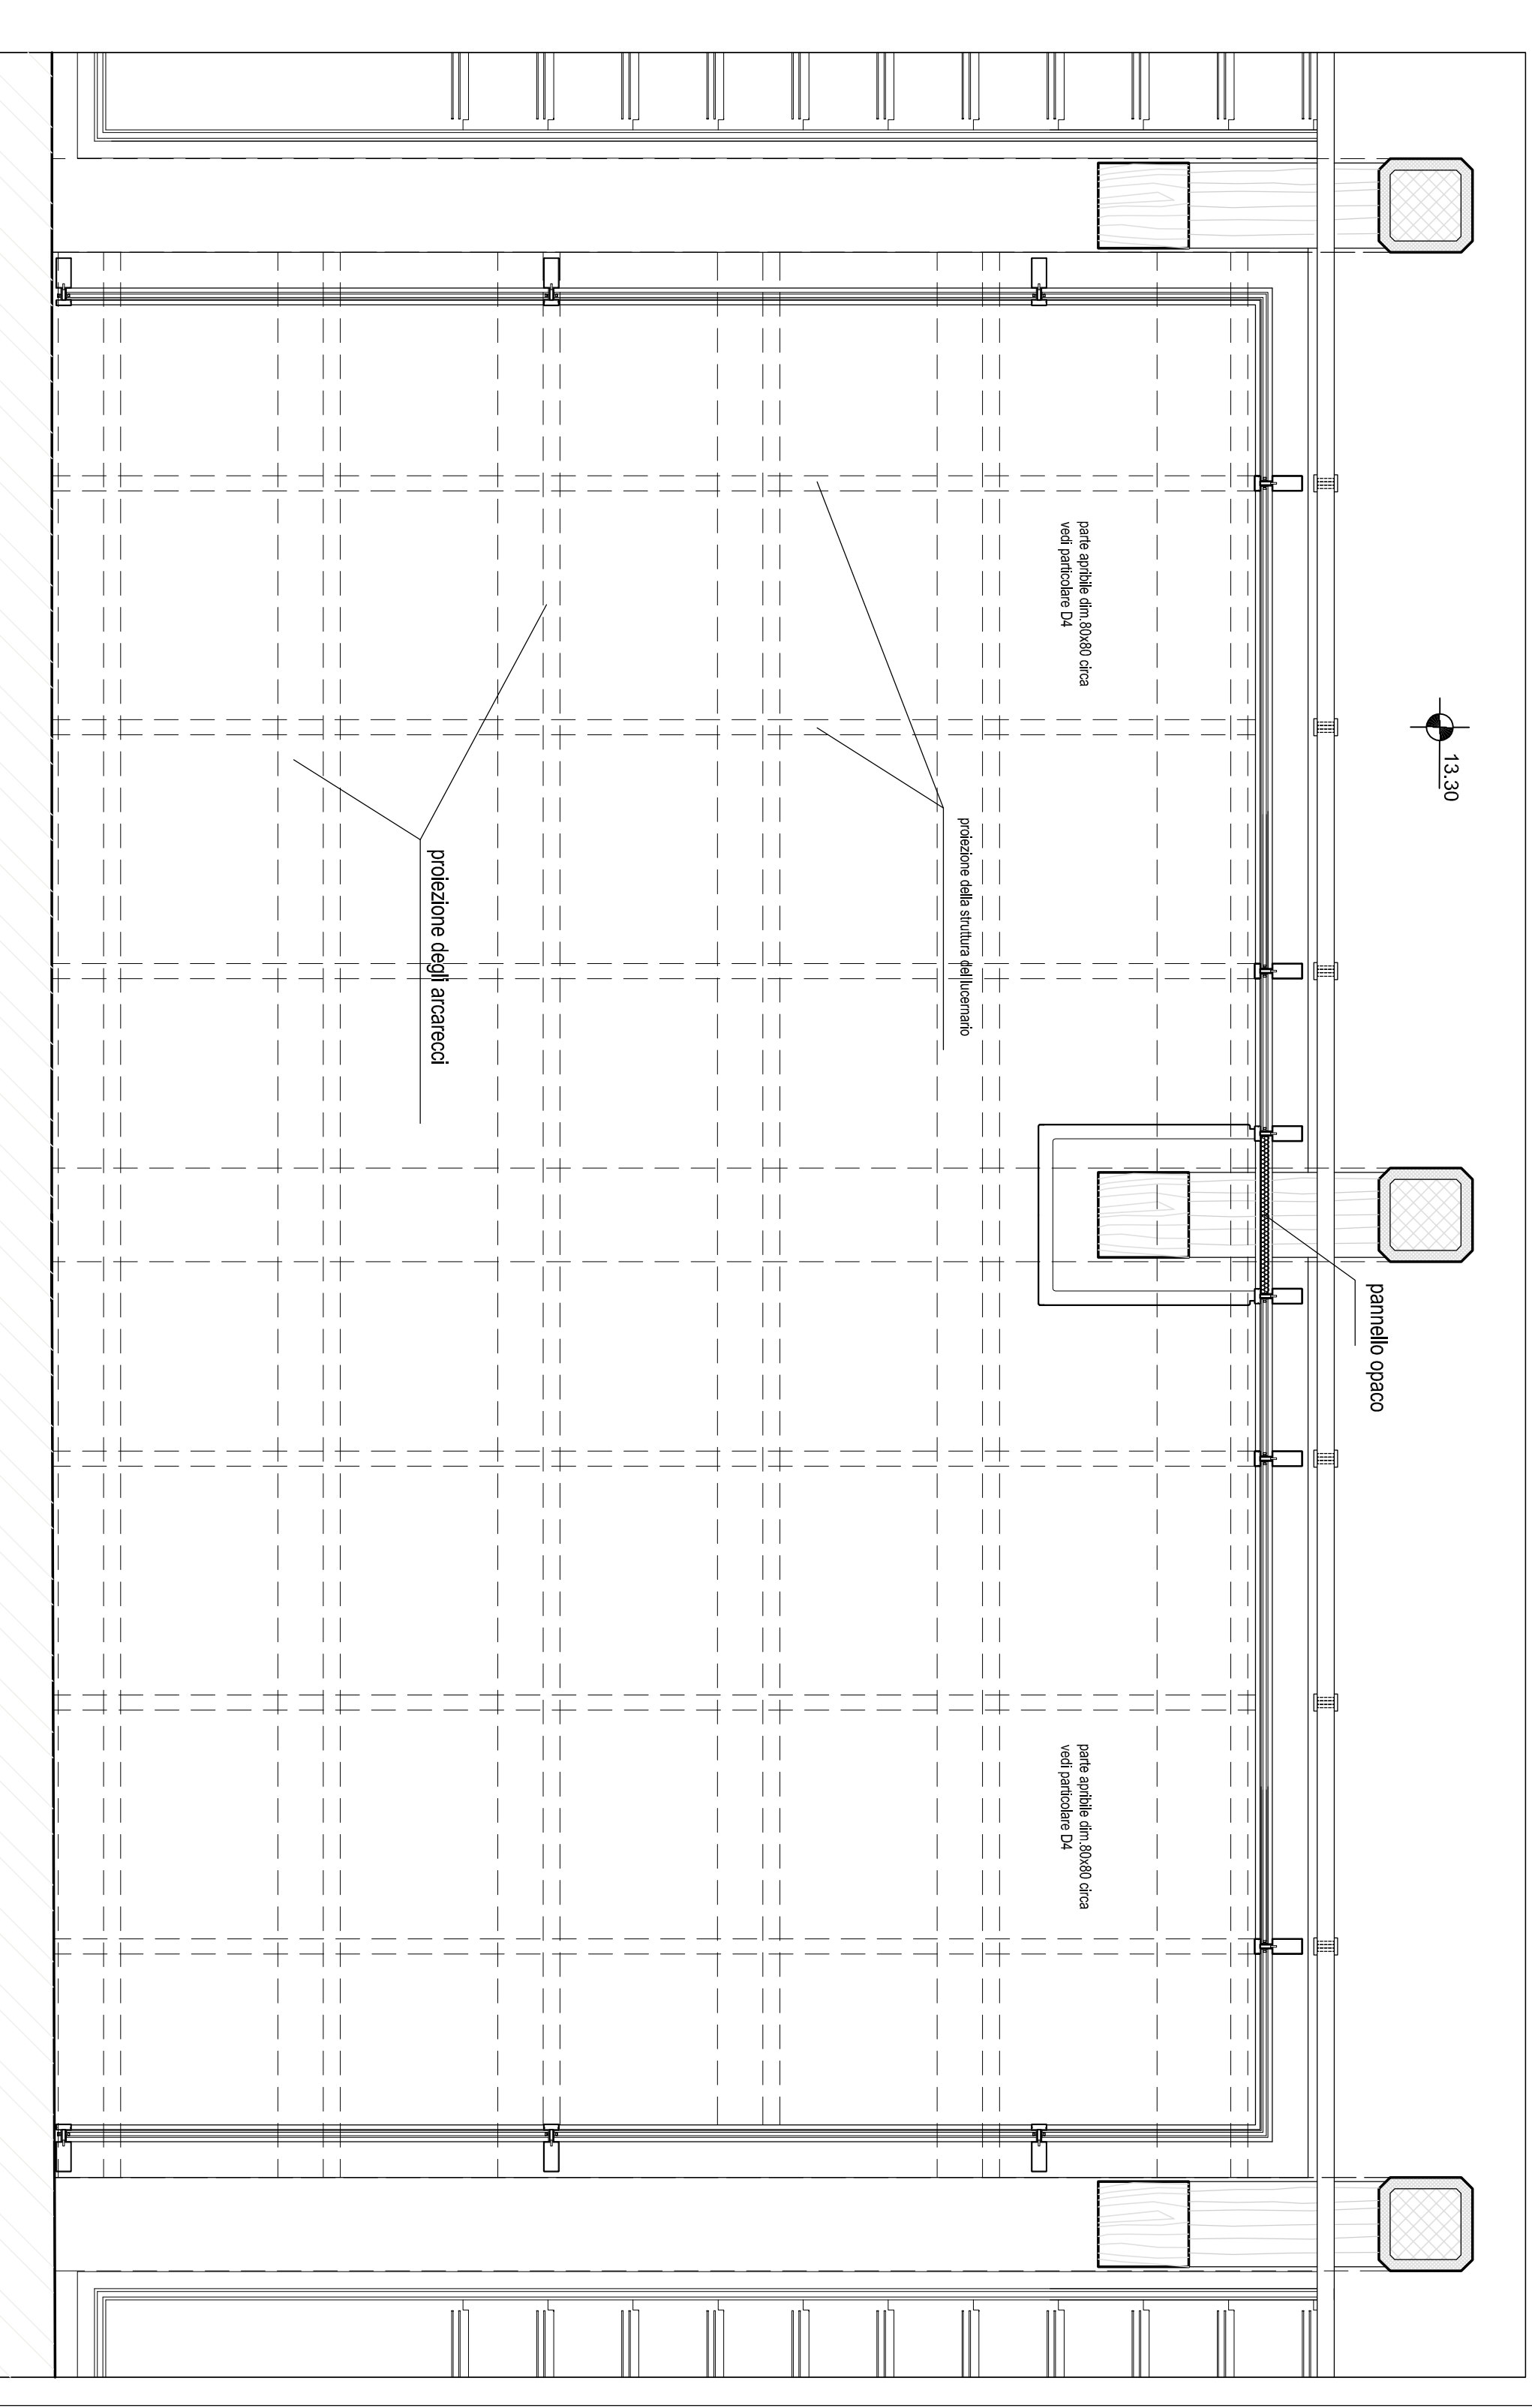 13.30
pannello opaco
parte apribile dim.80x80 circa
vedi particolare D4
parte apribile dim.80x80 circa
vedi particolare D4
proiezione della struttura del lucernario
proiezione degli arcarecci